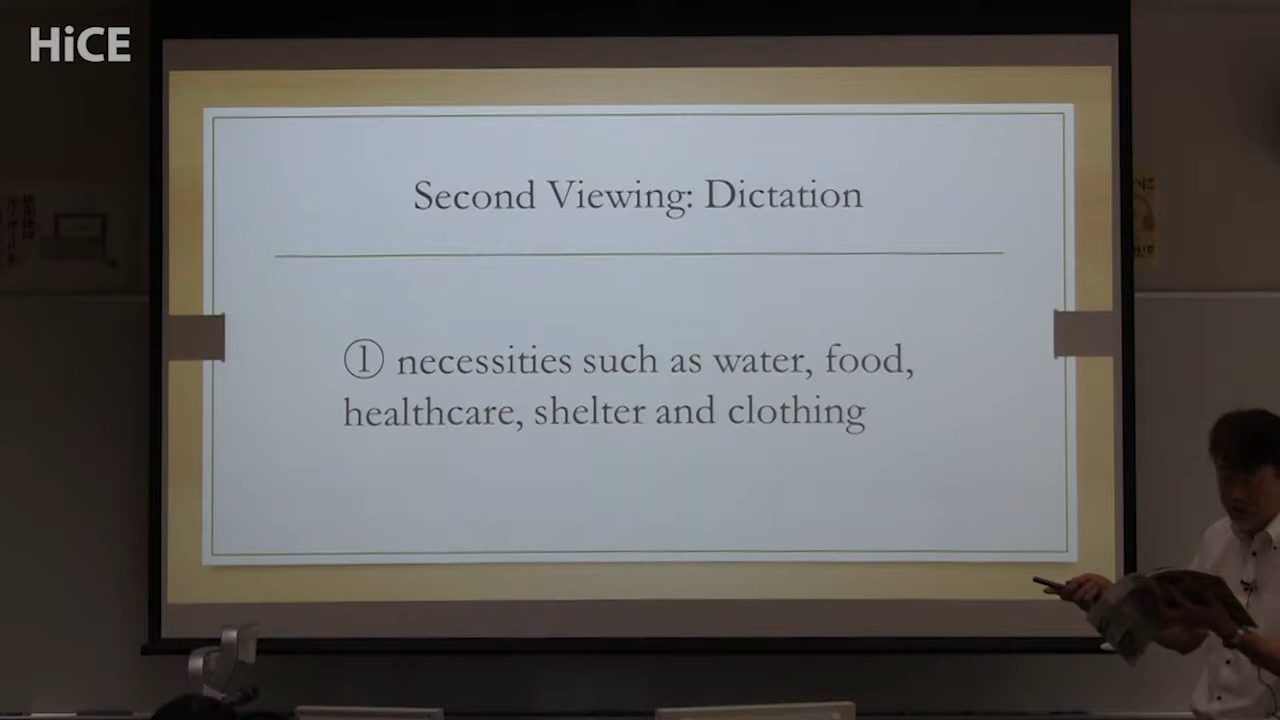 HiCE
Second Viewing: Dictation
① necessities such as water, food,
healthcare, shelter and clothing